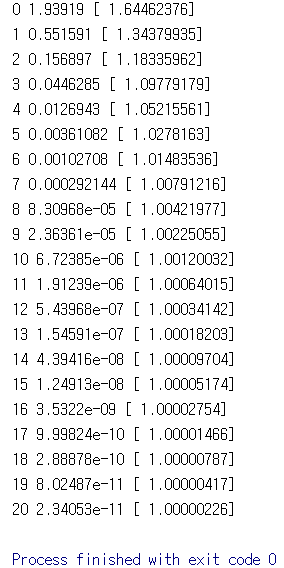 0 1.93919 [ 1.64462376]
1 0.551591 [ 1.34379935]
2 0.156897 [ 1.18335962]
3 0.0446285 [ 1.09779179]
4 0.0126943 [ 1.05215561]
5 0.00361082 [ 1.0278163]
6 0.00102708 [ 1.01483536]
7 0.000292144 [ 1.00791216]
8 8.30968e-05 [ 1.00421977]
9 2.36361e-05 [ 1.00225055]
10 6.72385e-06 [ 1.00120032]
11 1.91239e-06 [ 1.00064015]
12 5.43968e-07 [ 1.00034142]
13 1.54591e-07 [ 1.00018203]
14 4.39416e-08 [ 1.00009704]
15 1.24913e-08 [ 1.00005174]
16 3.5322e-09 [ 1.00002754]
17 9.99824e-10 [ 1.00001466]
18 2.88878e-10 [ 1.00000787]
19 8.02487e-11 [ 1.00000417]
20 2.34053e-11 [ 1.00000226]
Process finished with exit code 0